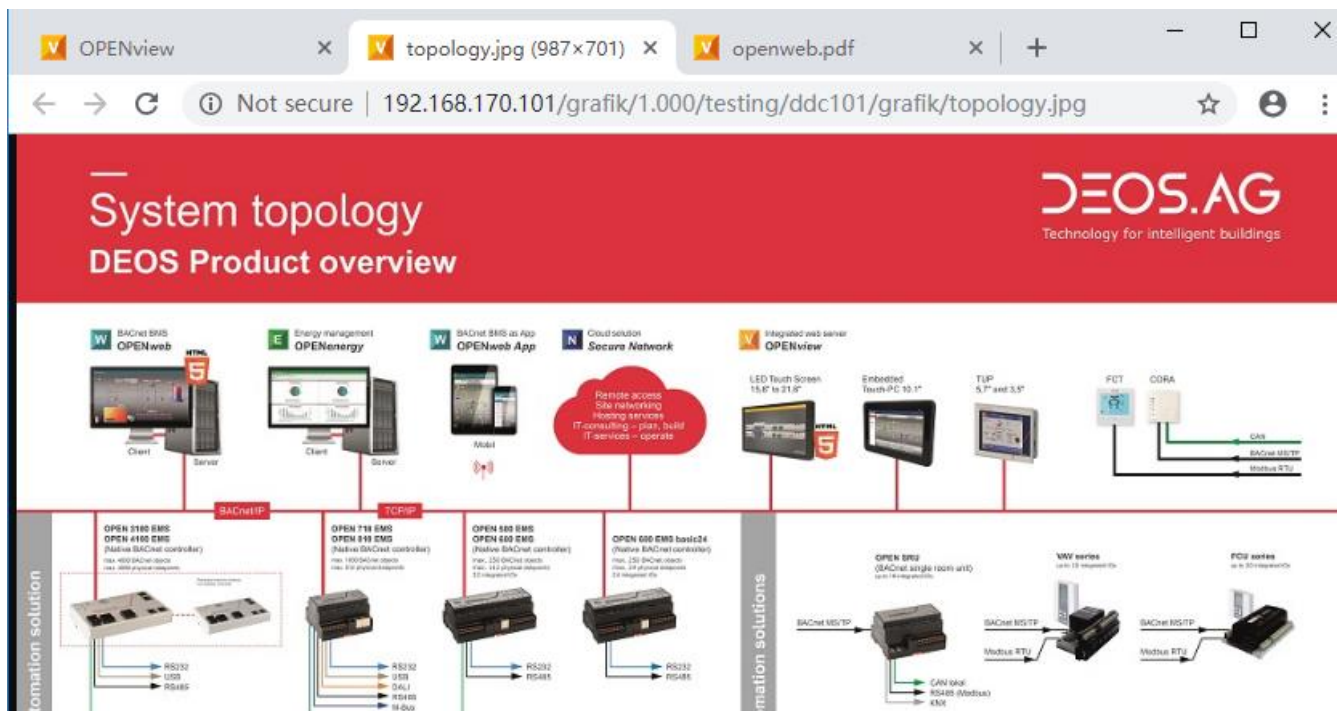 OPENview
topology.jpg (987×701)
openweb.pdf
Not secure | 192.168.170.101/grafik/1.000/testing/ddc101/grafik/topology.jpg
System topology
DEOS Product overview
DEOS.AG
Technology for intelligent buildings
W BACnet BMS
OPENweb
HTML
5
Client
Server
E Energy management
OPENenergy
Client
Server
W BACnet BMS as App
OPENweb App
Mobil
N Cloud solution
Secure Network
Remote access
Site networking
Hosting services
IT-consulting – plan, build
IT-services – operate
V Integrated web server
OPENview
LED Touch Screen
15,6" to 21,6"
HTML
5
Embedded
Touch-PC 10.1"
TUP
5,7" and 3,5"
FCT
CORA
CAN
BACnet MS/TP
Modbus RTU
BACnet/IP
TCP/IP
OPEN 3100 EMS
OPEN 4100 EMS
(Native BACnet controller)
RS232
USB
RS485
OPEN 710 EMS
OPEN 810 EMS
(Native BACnet controller)
RS232
USB
DALI
RS485
M-Bus
OPEN 500 EMS
OPEN 600 EMS
(Native BACnet controller)
RS232
RS485
OPEN 600 EMS basic24
(Native BACnet controller)
RS232
RS485
OPEN SRU
(BACnet single room unit)
BACnet MS/TP
CAN lokal
RS485 (Modbus)
KNX
VAV series
BACnet MS/TP
Modbus RTU
FCU series
BACnet MS/TP
Modbus RTU
tomation solution
mation solutions